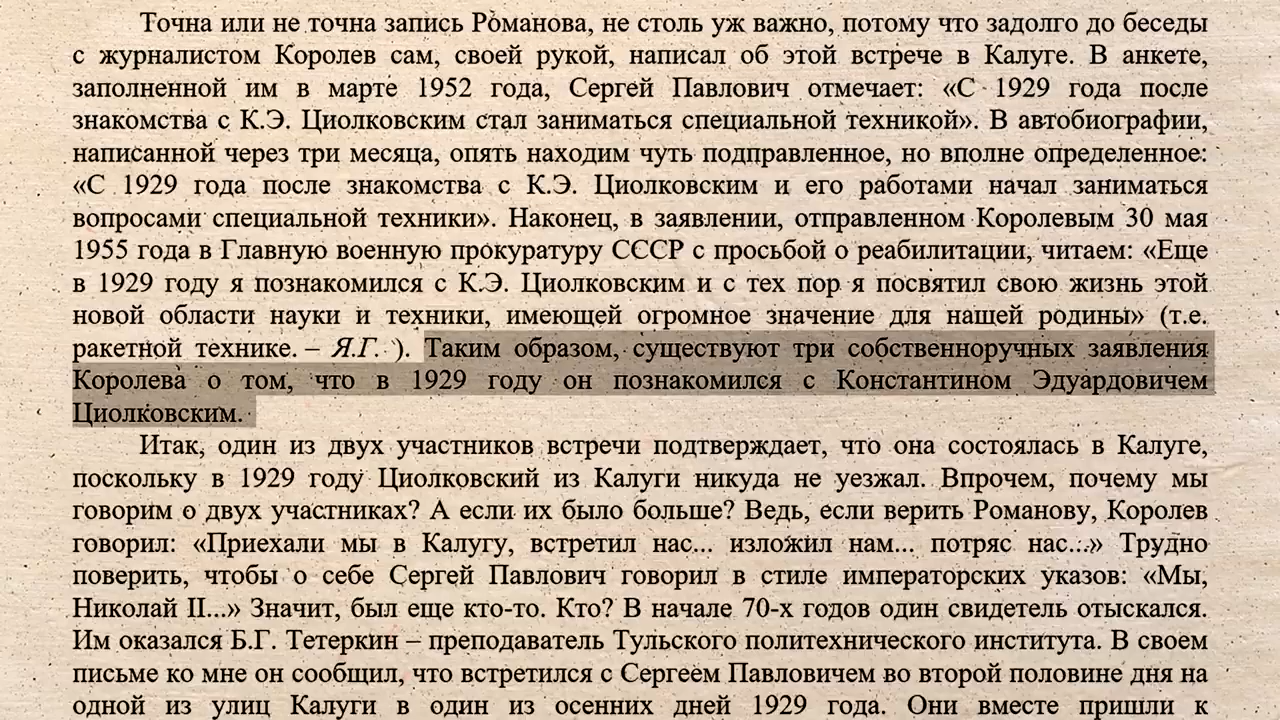 Точна или не точна запись Романова, не столь уж важно, потому что задолго до беседы
с журналистом Королев сам, своей рукой, написал об этой встрече в Калуге. В анкете,
заполненной им в марте 1952 года, Сергей Павлович отмечает: «С 1929 года после
знакомства с К.Э. Циолковским стал заниматься специальной техникой». В автобиографии,
написанной через три месяца, опять находим чуть подправленное, но вполне определенное:
«С 1929 года после знакомства с К.Э. Циолковским и его работами начал заниматься
вопросами специальной техники». Наконец, в заявлении, отправленном Королевым 30 мая
1955 года в Главную военную прокуратуру СССР с просьбой о реабилитации, читаем: «Еще
в 1929 году я познакомился с К.Э. Циолковским и с тех пор я посвятил свою жизнь этой
новой области науки и техники, имеющей огромное значение для нашей родины» (т.е.
ракетной технике. – Я.Г. ). Таким образом, существуют три собственноручных заявления
Королева о том, что в 1929 году он познакомился с Константином Эдуардовичем
Циолковским.
Итак, один из двух участников встречи подтверждает, что она состоялась в Калуге,
поскольку в 1929 году Циолковский из Калуги никуда не уезжал. Впрочем, почему мы
говорим о двух участниках? А если их было больше? Ведь, если верить Романову, Королев
говорил: «Приехали мы в Калугу, встретил нас... изложил нам... потряс нас...» Трудно
поверить, чтобы о себе Сергей Павлович говорил в стиле императорских указов: «Мы,
Николай II...» Значит, был еще кто-то. Кто? В начале 70-х годов один свидетель отыскался.
Им оказался Б.Г. Тетеркин – преподаватель Тульского политехнического института. В своем
письме ко мне он сообщил, что встретился с Сергеем Павловичем во второй половине дня на
одной из улиц Калуги в один из осенних дней 1929 года. Они вместе пришли к